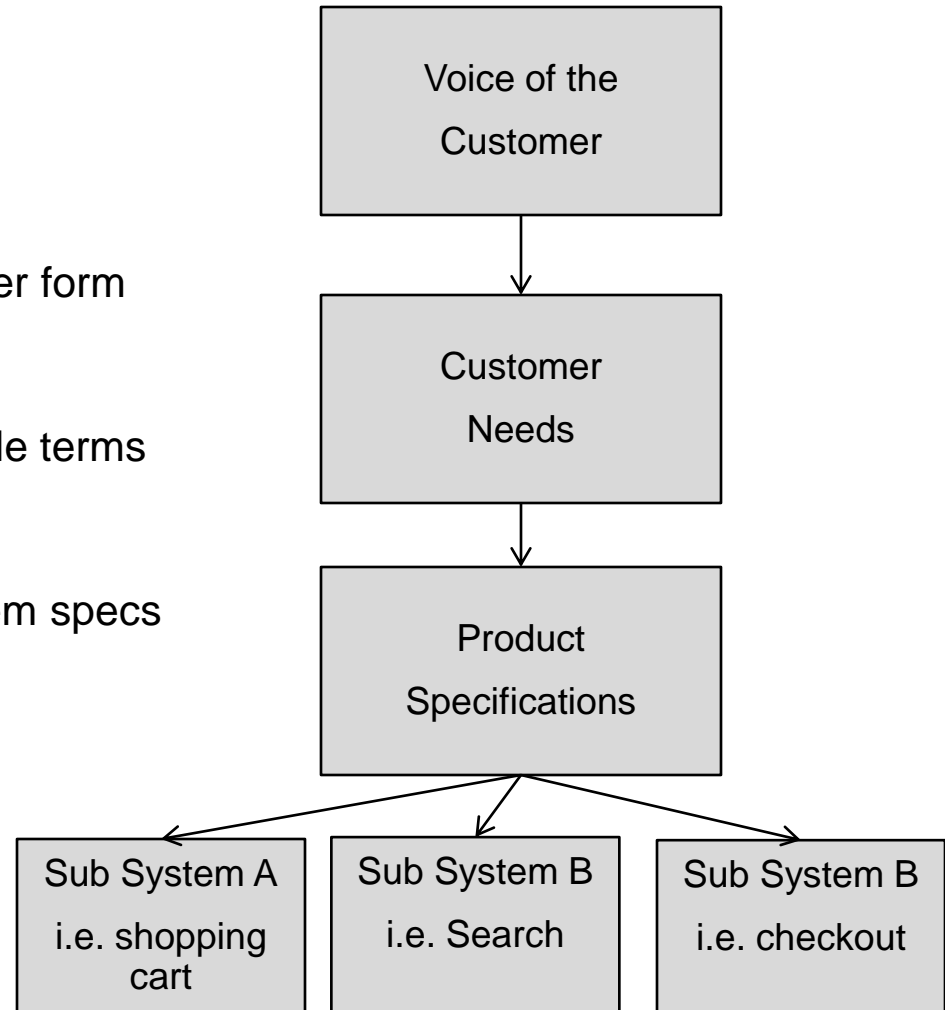 Voice of the
Customer
er form
Customer
Needs
le terms
em specs
Product
Specifications
Sub System A
i.e. shopping
cart
Sub System B
i.e. Search
Sub System B
i.e. checkout